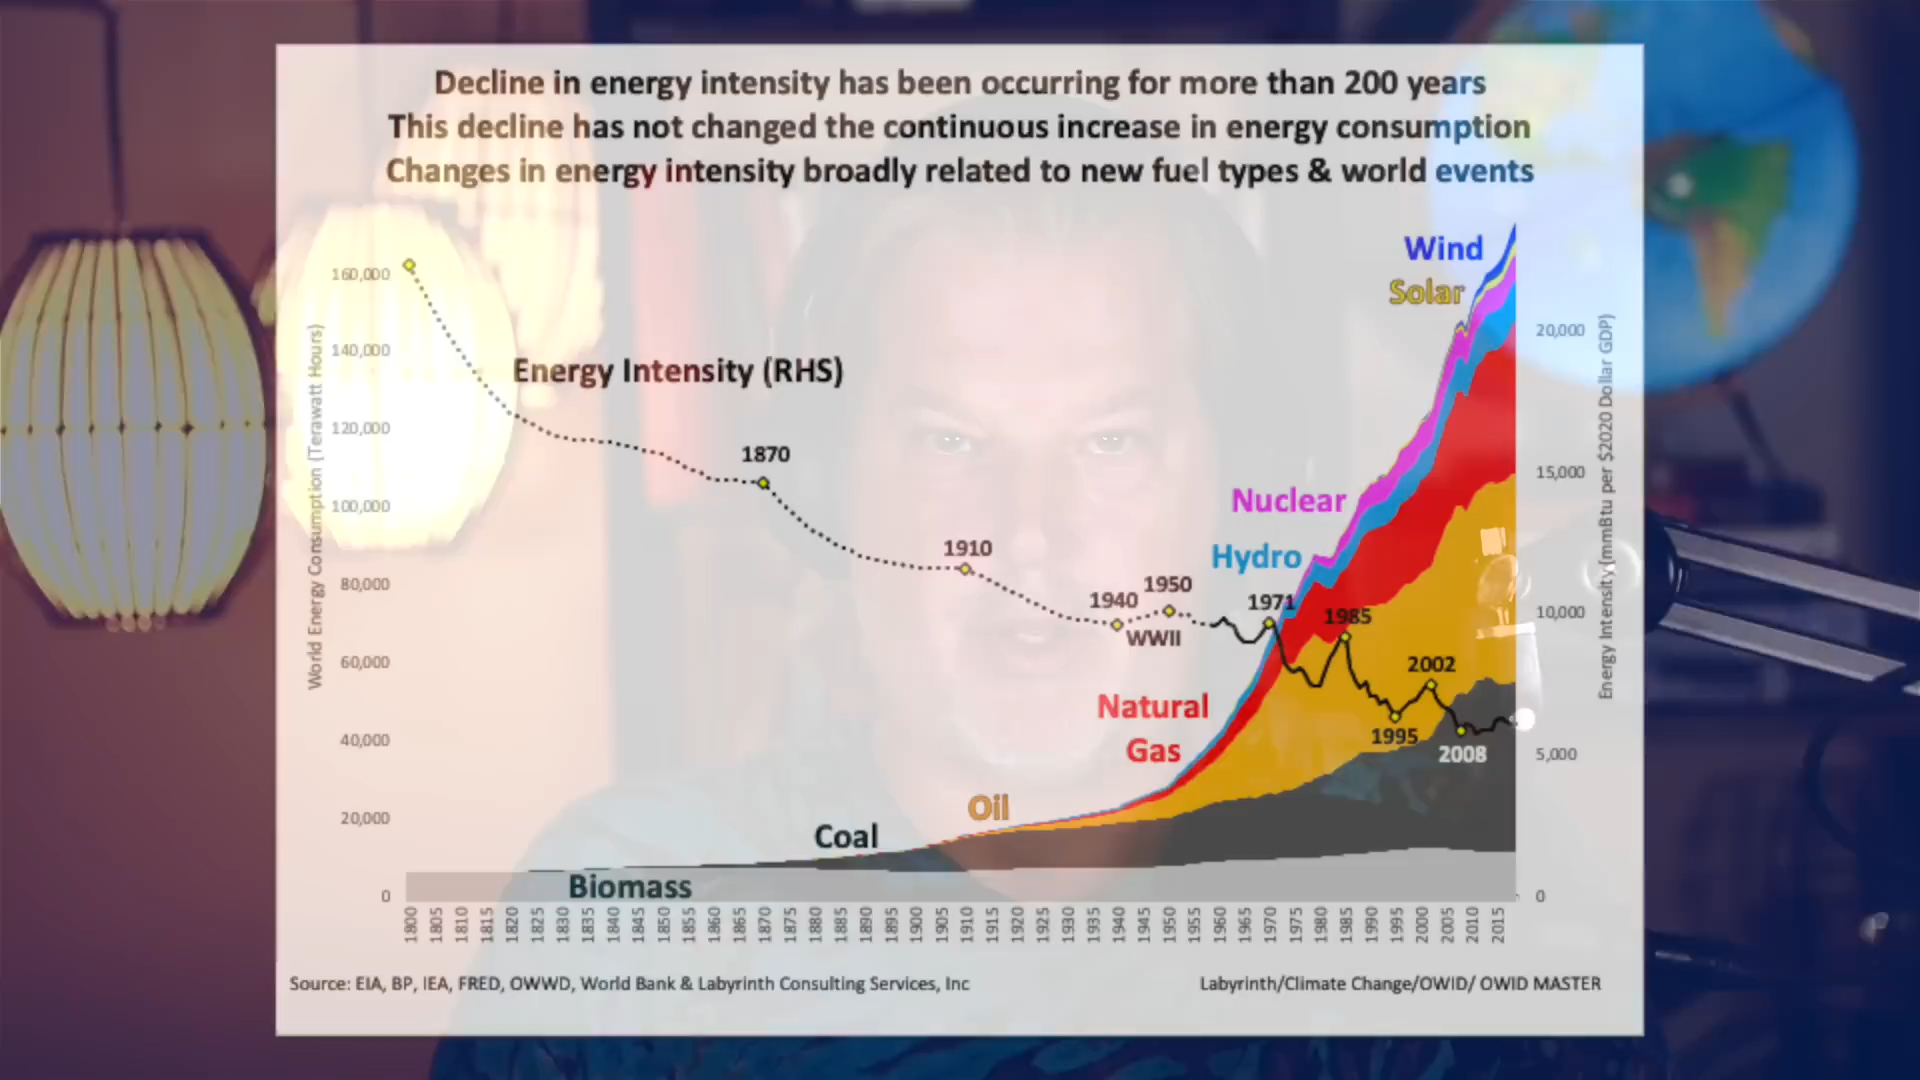 Decline in energy intensity has been occurring for more than 200 years
This decline has not changed the continuous increase in energy consumption
Changes in energy intensity broadly related to new fuel types & world events
Wind
Solar
160,000
140,000
120,000
100,000
80,000
60,000
40,000
20,000
0
World Energy Consumption (Terawatt Hours)
Energy Intensity (RHS)
1870
1910
1940
1950
WWII
1971
1985
1995
2002
2008
Nuclear
Hydro
Natural
Gas
Oil
Coal
Biomass
20,000
15,000
10,000
5,000
0
Energy Intensity (mmBtu per $2020 Dollar GDP)
1800 1805 1810 1815 1820 1825 1830 1835 1840 1845 1850 1855 1860 1865 1870 1875 1880 1885 1890 1895 1900 1905 1910 1915 1920 1925 1930 1935 1940 1945 1950 1955 1960 1965 1970 1975 1980 1985 1990 1995 2000 2005 2010 2015
Source: EIA, BP, IEA, FRED, OWWD, World Bank & Labyrinth Consulting Services, Inc
Labyrinth/Climate Change/OWID/ OWID MASTER